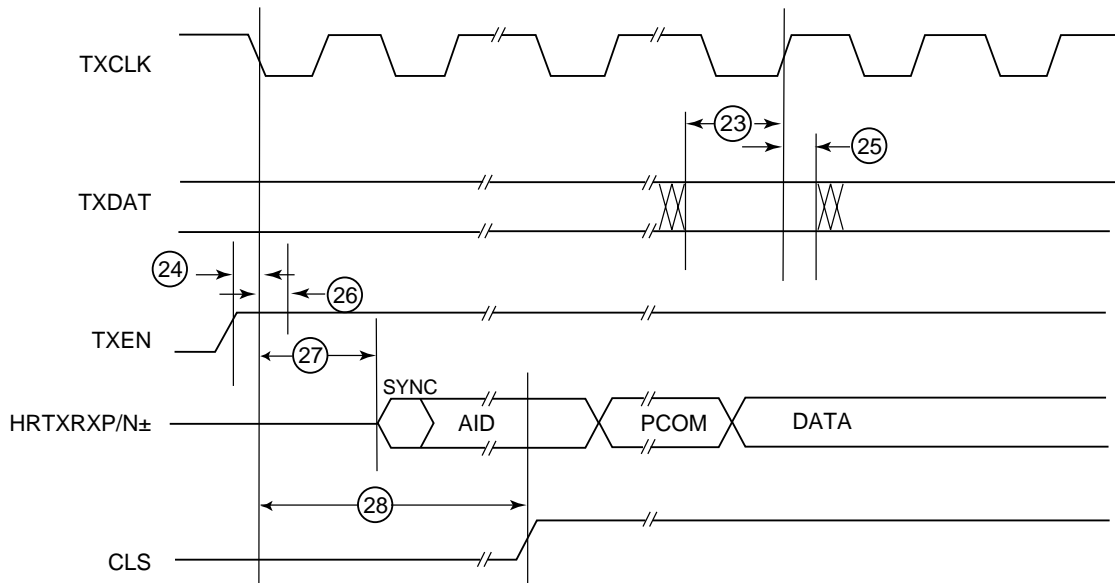 TXCLK
23
25
TXDAT
24
26
TXEN
27
SYNC
HRTXRXP/N±
AID
PCOM
DATA
28
CLS